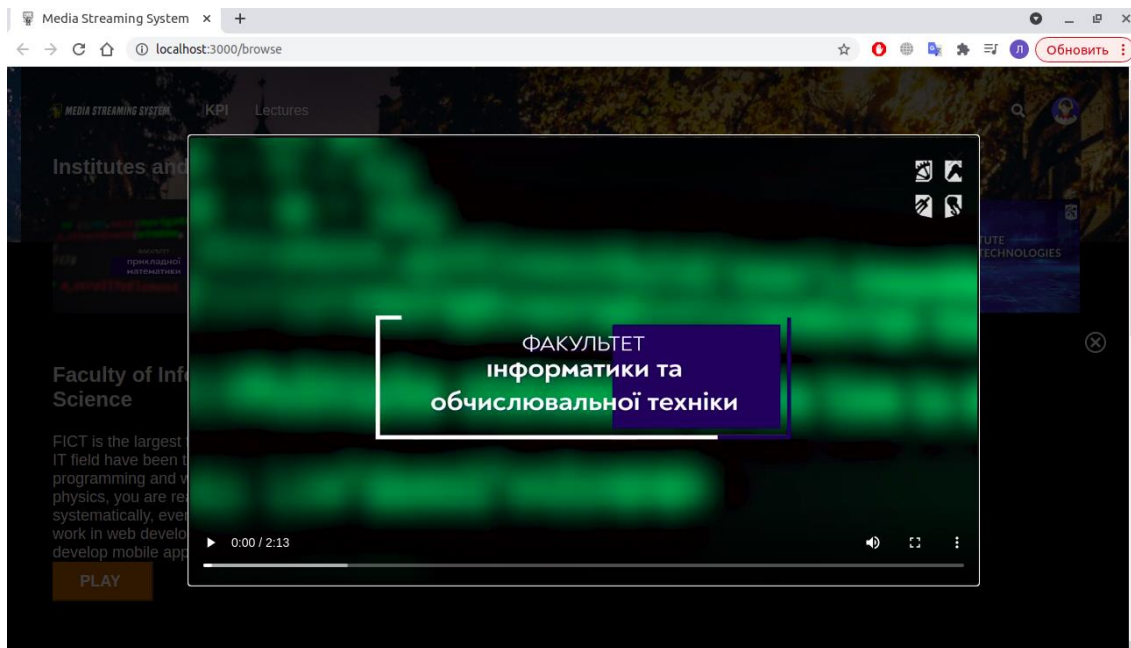 Media Streaming System
localhost:3000/browse
Л
Обновить
MEDIA STREAMING SYSTEM
KPI
Lectures
Institutes and
ФАКУЛЬТЕТ
прикладної
математики
ФАКУЛЬТЕТ
інформатики та
обчислювальної техніки
TUTE
TECHNOLOGIES
Faculty of Info
Science
FICT is the largest
IT field have been t
programming and w
physics, you are rea
systematically, ever
work in web develo
develop mobile app
PLAY
0:00 / 2:13